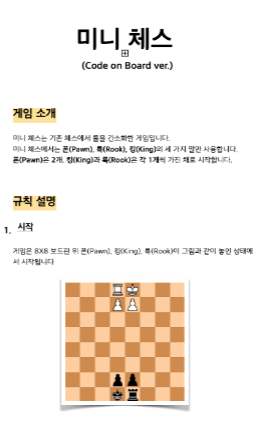 미니 체스
(Code on Board ver.)
게임 소개
미니 체스는 기존 체스에서 룰을 간소화한 게임입니다.
미니 체스에서는 폰(Pawn), 룩(Rook), 킹(King)의 세 가지 말만 사용합니다.
폰(Pawn)은 2개, 킹(King)과 룩(Rook)은 각 1개씩 가진 채로 시작합니다.
규칙 설명
1. 시작
게임은 8X8 보드판 위 폰(Pawn), 킹(King), 룩(Rook)이 그림과 같이 놓인 상태에
서 시작됩니다